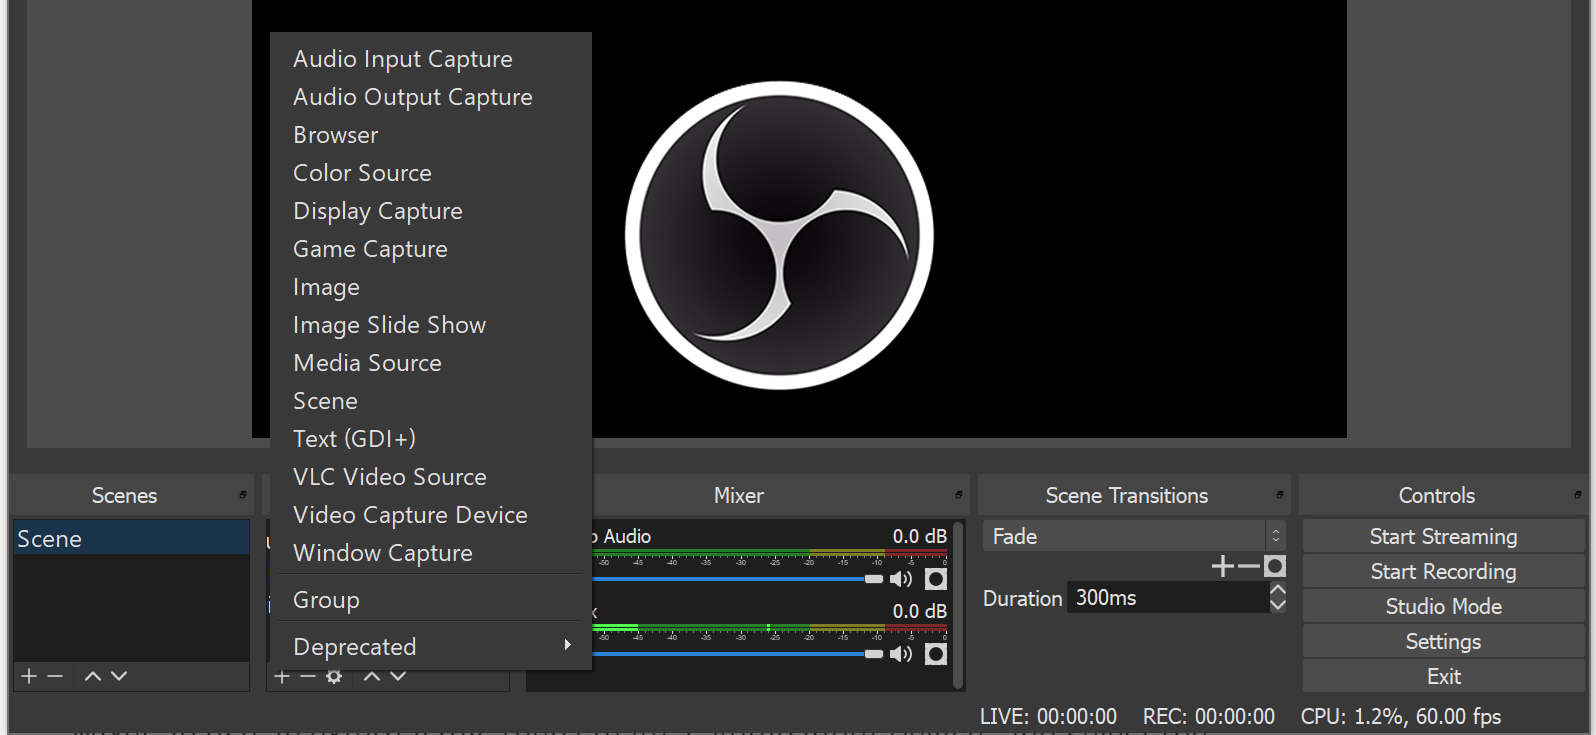 Audio Input Capture
Audio Output Capture
Browser
Color Source
Display Capture
Game Capture
Image
Image Slide Show
Media Source
Scene
Text (GDI+)
VLC Video Source
Video Capture Device
Window Capture
Group
Deprecated
Scenes
Scene
Mixer
Audio
0.0 dB
-50 -45 -40 -35 -30 -25 -20 -15 -10 -5 0
0.0 dB
-50 -45 -40 -35 -30 -25 -20 -15 -10 -5 0
Scene Transitions
Fade
Duration 300ms
Controls
Start Streaming
Start Recording
Studio Mode
Settings
Exit
LIVE: 00:00:00 REC: 00:00:00 CPU: 1.2%, 60.00 fps